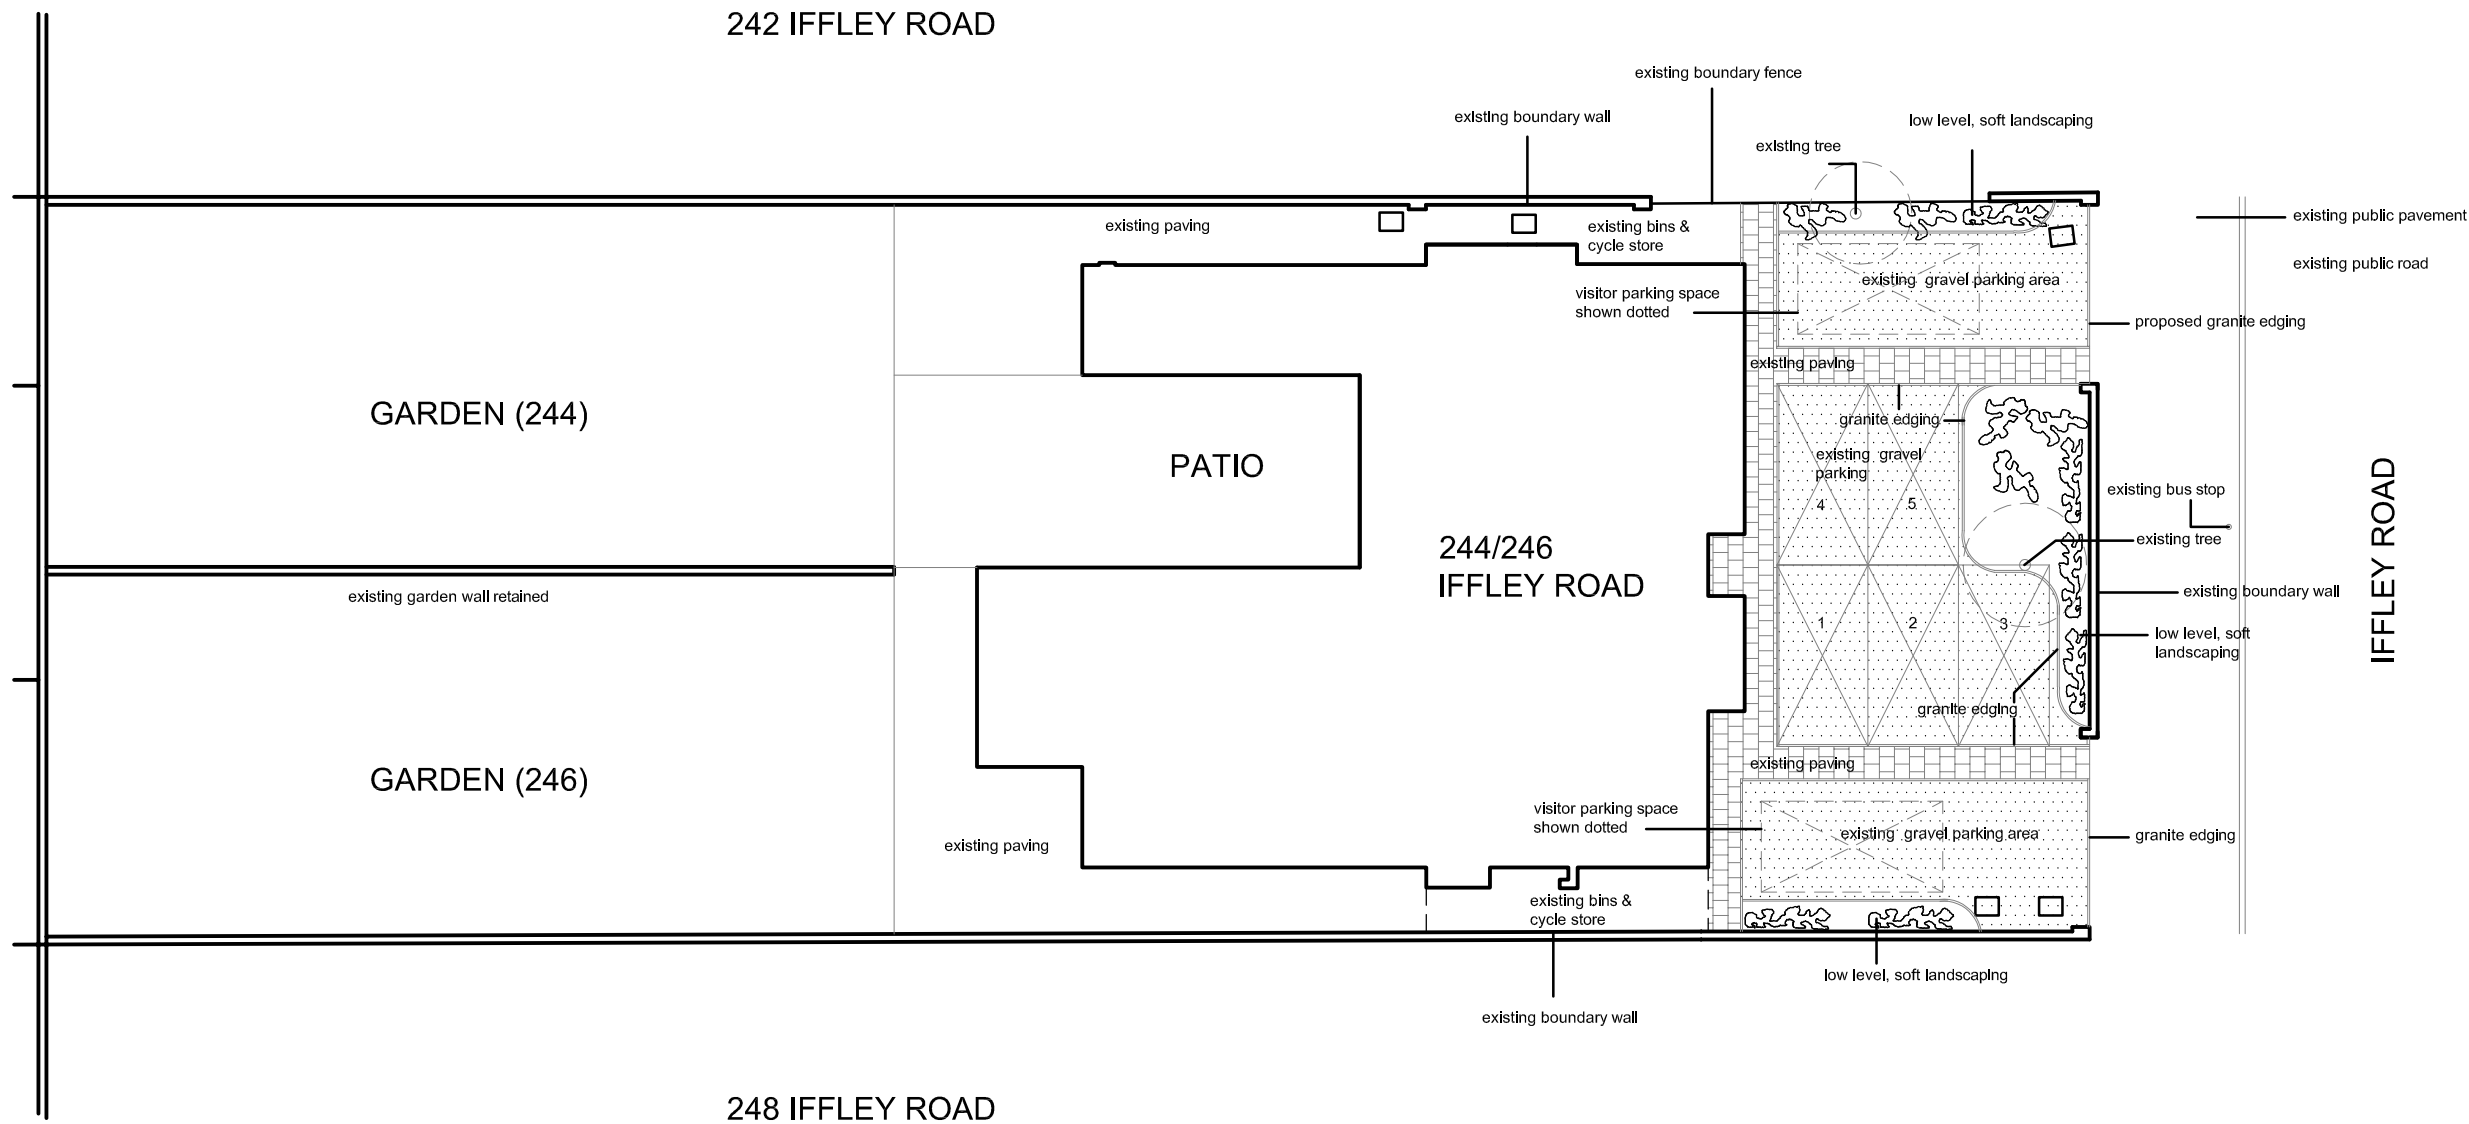 242 IFFLEY ROAD
existing boundary fence
existing boundary wall
low level, soft landscaping
existing tree
existing public pavement
existing paving
existing bins &
cycle store
existing public road
existing gravel parking area
visitor parking space
shown dotted
proposed granite edging
existing paving
GARDEN (244)
granite edging
PATIO
existing gravel
parking
4
5
existing bus stop
IFFLEY ROAD
existing tree
244/246
IFFLEY ROAD
existing garden wall retained
existing boundary wall
1
2
3
low level, soft
landscaping
granite edging
GARDEN (246)
existing paving
visitor parking space
shown dotted
existing gravel parking area
granite edging
existing paving
existing bins &
cycle store
low level, soft landscaping
existing boundary wall
248 IFFLEY ROAD